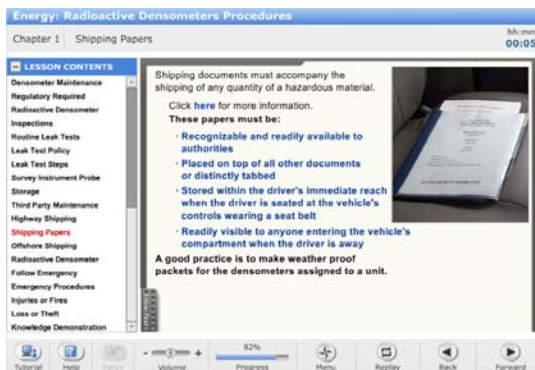 Energy: Radioactive Densometers Procedures
Chapter 1 Shipping Papers
hh:mm
00:05
LESSON CONTENTS
Densometer Maintenance
Regulatory Required
Radioactive Densometer
Inspections
Routine Leak Tests
Leak Test Policy
Leak Test Steps
Survey Instrument Probe
Storage
Third Party Maintenance
Highway Shipping
Shipping Papers
Offshore Shipping
Radioactive Densometer
Follow Emergency
Emergency Procedures
Injuries or Fires
Loss or Theft
Knowledge Demonstration
Shipping documents must accompany the
shipping of any quantity of a hazardous material.
Click here for more information.
These papers must be:
· Recognizable and readily available to
authorities
· Placed on top of all other documents
or distinctly tabbed
· Stored within the driver's immediate reach
when the driver is seated at the vehicle's
controls wearing a seat belt
· Readily visible to anyone entering the vehicle's
compartment when the driver is away
A good practice is to make weather proof
packets for the densometers assigned to a unit.
Tutorial
Help
Policy
- +
Volume
82%
Progress
Menu
Replay
Back
Forward